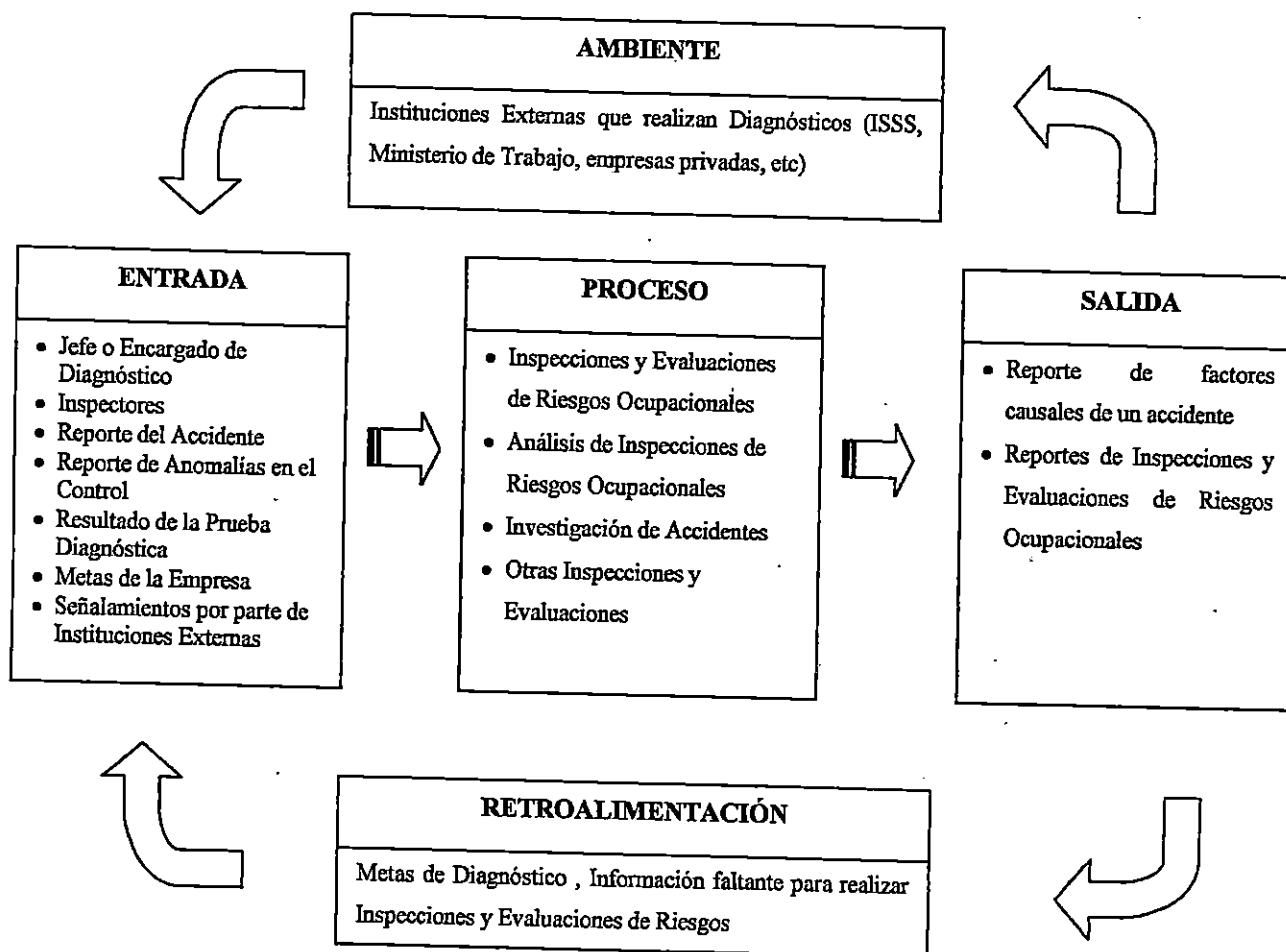 AMBIENTE
Instituciones Externas que realizan Diagnósticos (ISSS,
Ministerio de Trabajo, empresas privadas, etc)
ENTRADA
• Jefe o Encargado de
Diagnóstico
• Inspectores
• Reporte del Accidente
• Reporte de Anomalías en el
Control
• Resultado de la Prueba
Diagnóstica
• Metas de la Empresa
• Señalamientos por parte de
Instituciones Externas
PROCESO
• Inspecciones y Evaluaciones
de Riesgos Ocupacionales
• Análisis de Inspecciones de
Riesgos Ocupacionales
• Investigación de Accidentes
• Otras Inspecciones y
Evaluaciones
SALIDA
• Reporte de factores
causales de un accidente
• Reportes de Inspecciones y
Evaluaciones de Riesgos
Ocupacionales
RETROALIMENTACIÓN
Metas de Diagnóstico , Información faltante para realizar
Inspecciones y Evaluaciones de Riesgos